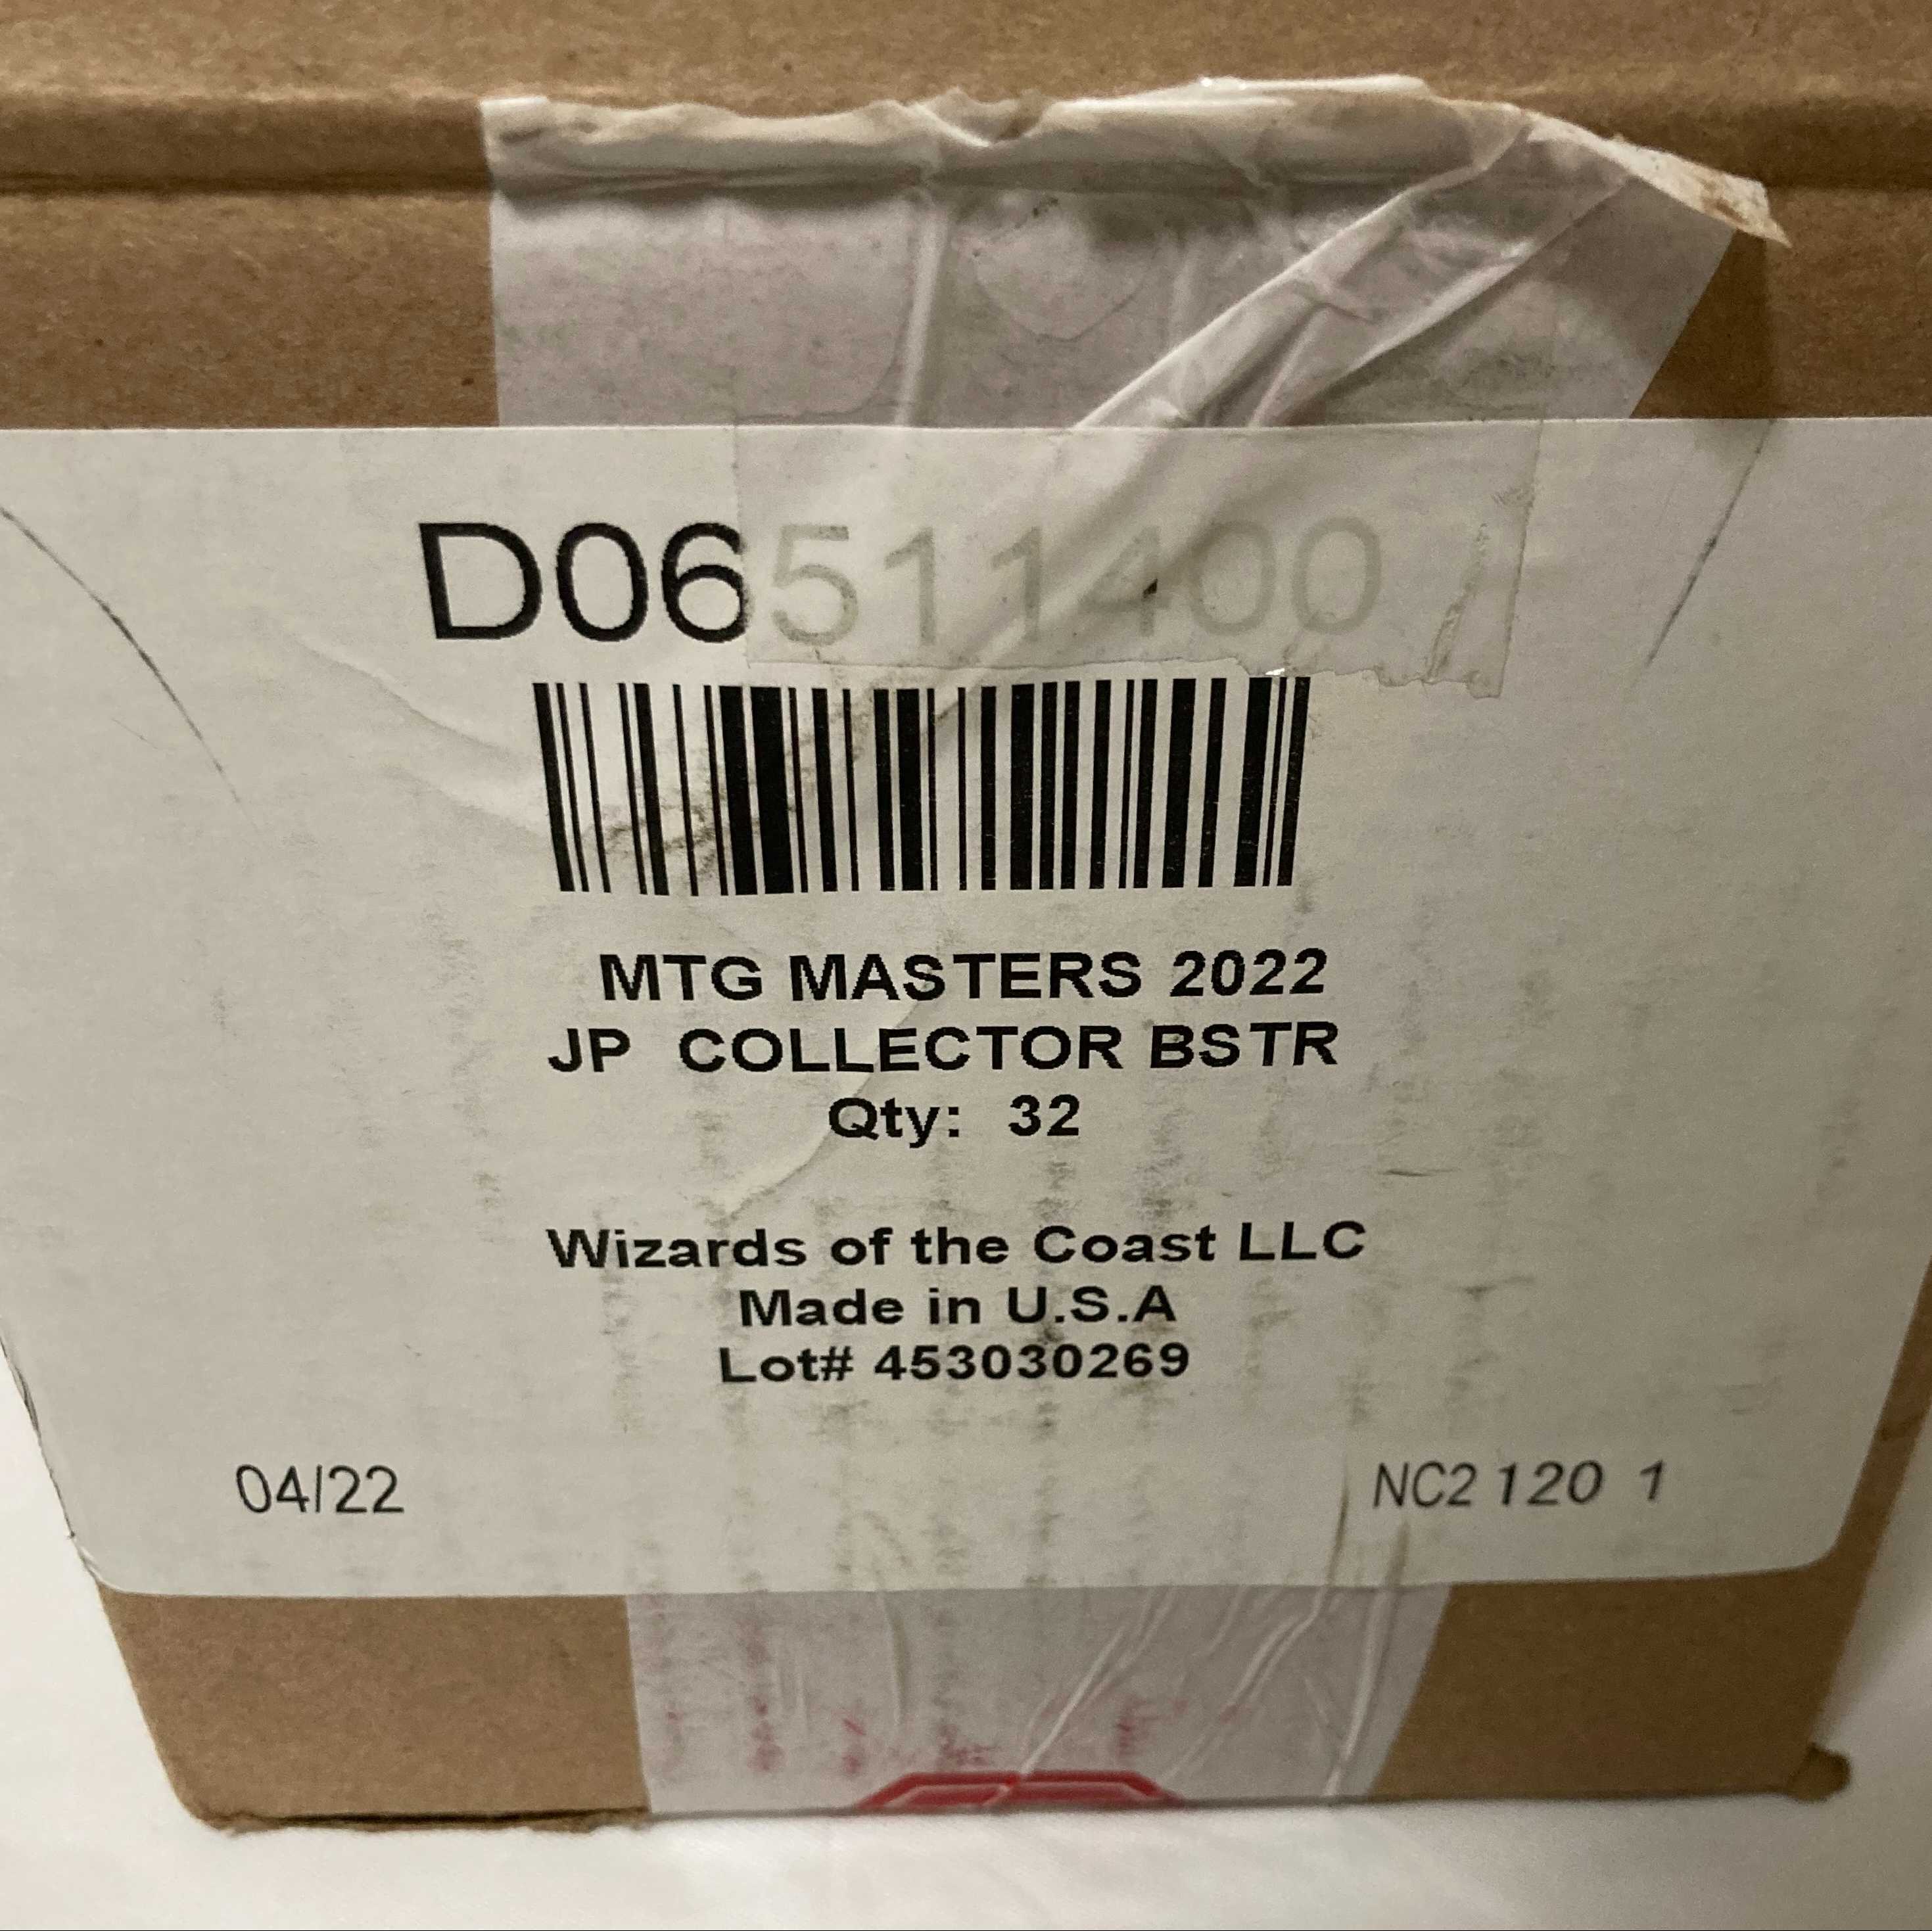 D06511400
MTG MASTERS 2022
JP COLLECTOR BSTR
Qty: 32
Wizards of the Coast LLC
Made in U.S.A
Lot# 453030269
04/22
NC2 120 1